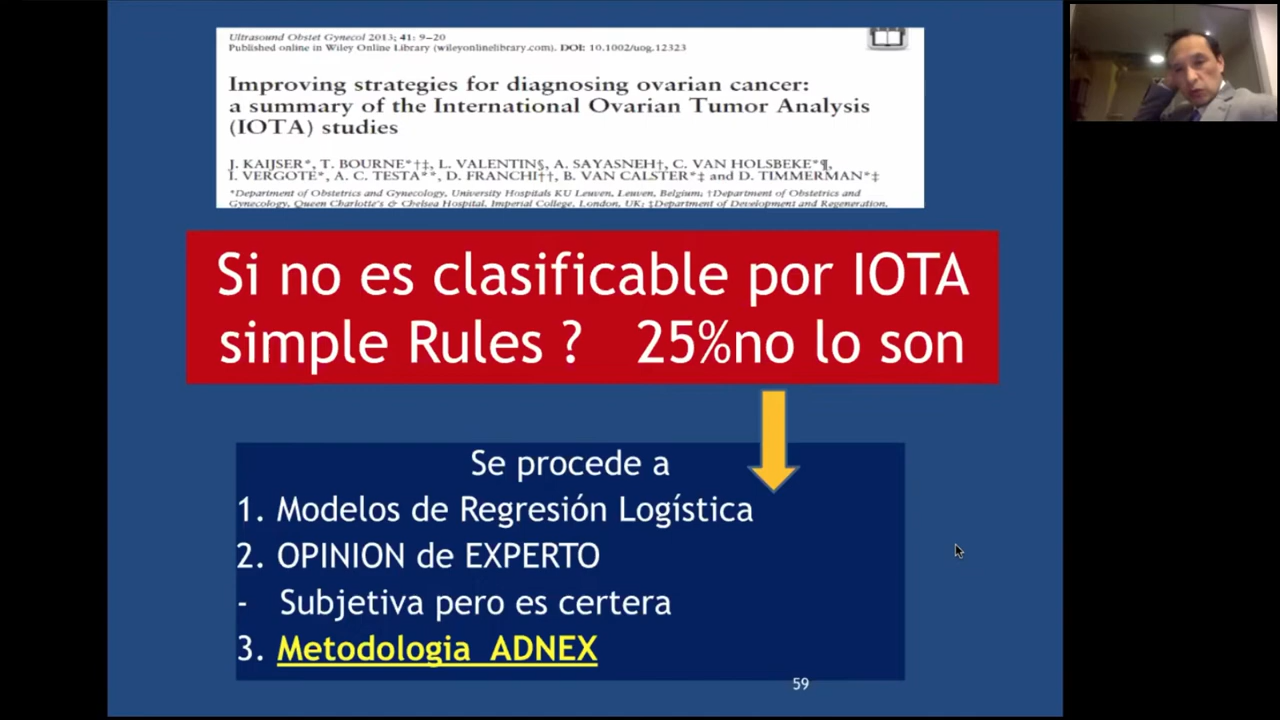 Ultrasound Obstet Gynecol 2013; 41: 9–20
Published online in Wiley Online Library (wileyonlinelibrary.com). DOI: 10.1002/uog.12323
Improving strategies for diagnosing ovarian cancer:
a summary of the International Ovarian Tumor Analysis
(IOTA) studies
J. KAIJSER*, T. BOURNE*†‡, L. VALENTIN§, A. SAYASNEH†, C. VAN HOLSBEKE*¶,
I. VERGOTE*, A. C. TESTA**, D. FRANCHI††, B. VAN CALSTER*‡ and D. TIMMERMAN*‡
*Department of Obstetrics and Gynecology, University Hospitals KU Leuven, Leuven, Belgium; †Department of Obstetrics and
Gynecology, Queen Charlotte's & Chelsea Hospital, Imperial College, London, UK; ‡Department of Development and Regeneration,
Si no es clasificable por IOTA
simple Rules ? 25%no lo son
Se procede a
1. Modelos de Regresión Logística
2. OPINION de EXPERTO
- Subjetiva pero es certera
3. Metodologia ADNEX
59